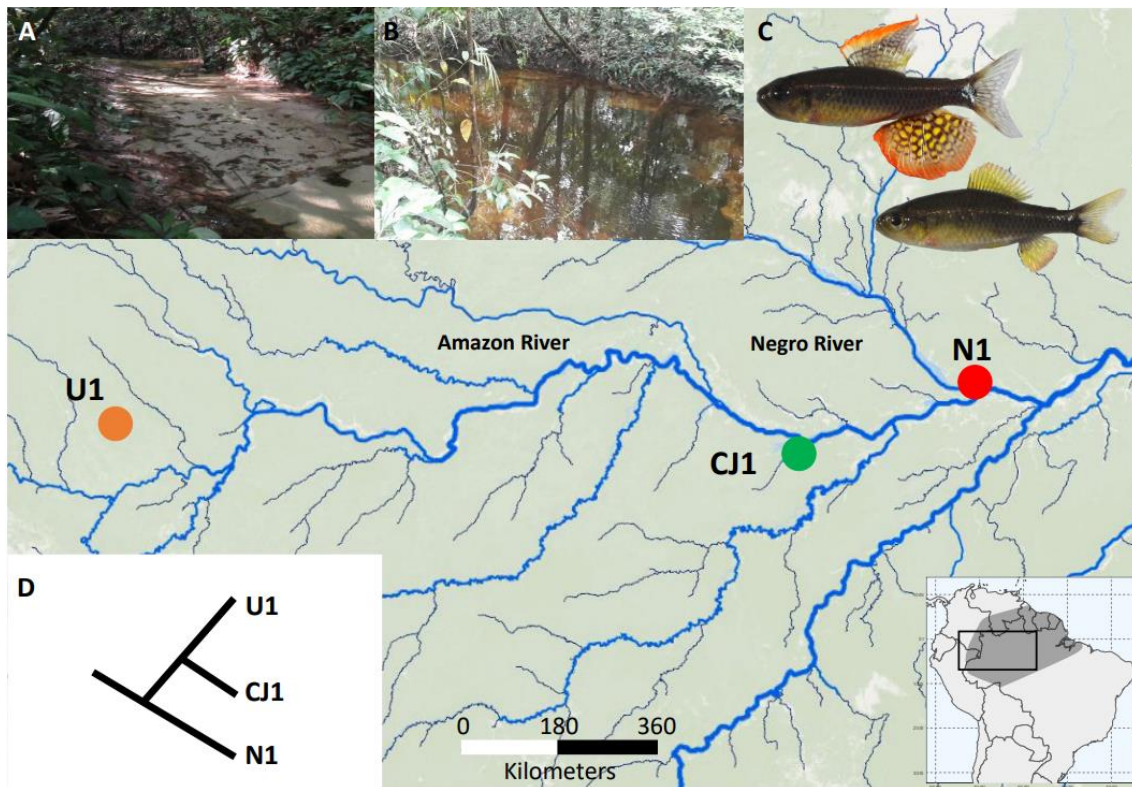 A
B
C
Amazon River
Negro River
N1
U1
CJ1
D
U1
CJ1
N1
0 180 360
Kilometers